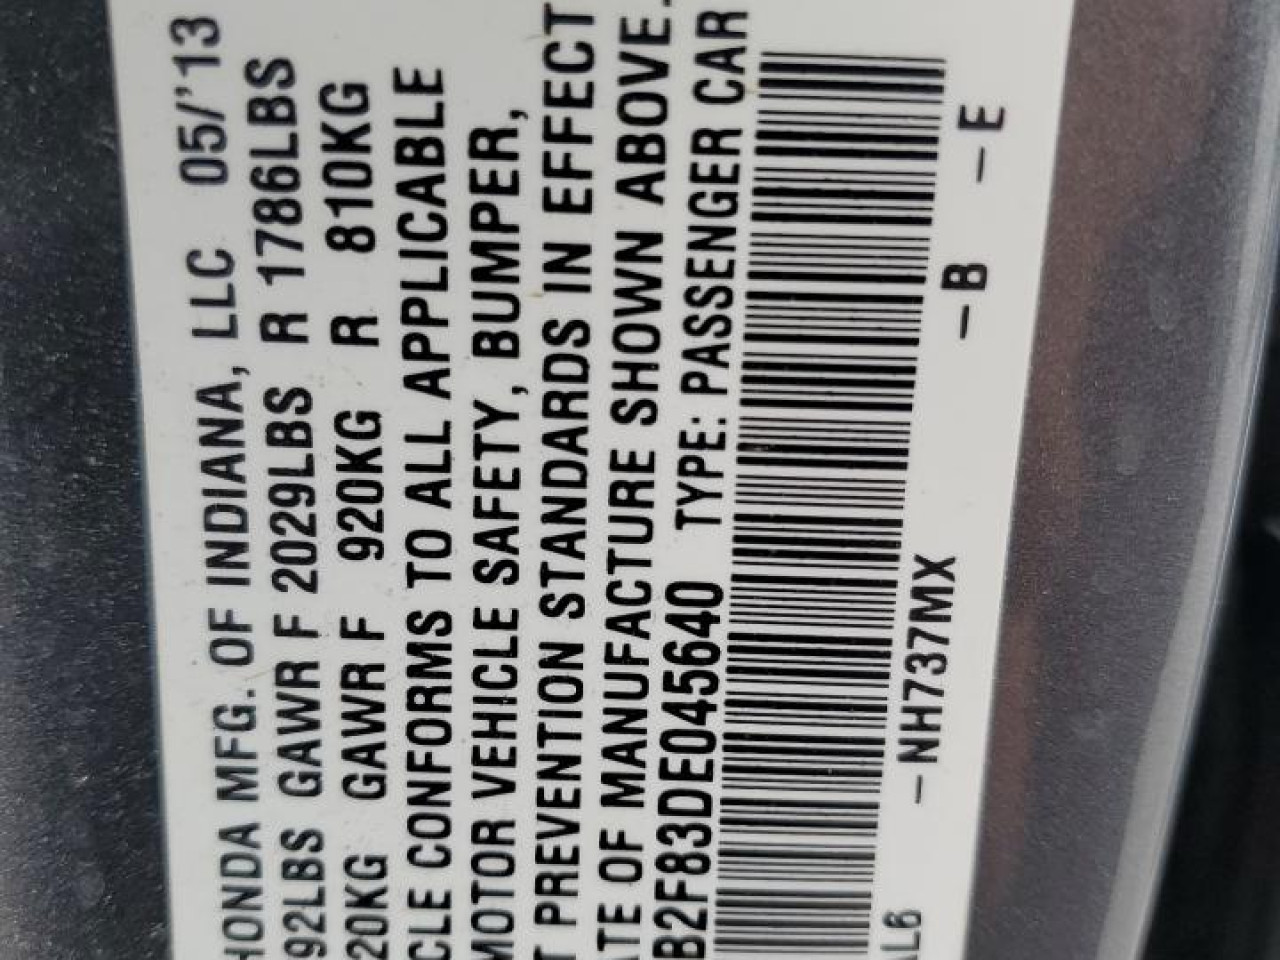 HONDA MFG. OF INDIANA, LLC 05/'13
92LBS GAWR F 2029LBS R 1786LBS
20KG GAWR F 920KG R 810KG
CLE CONFORMS TO ALL APPLICABLE
MOTOR VEHICLE SAFETY, BUMPER,
T PREVENTION STANDARDS IN EFFECT
ATE OF MANUFACTURE SHOWN ABOVE.
B2F83DE045640 TYPE: PASSENGER CAR
AL6 -NH737MX -B -E